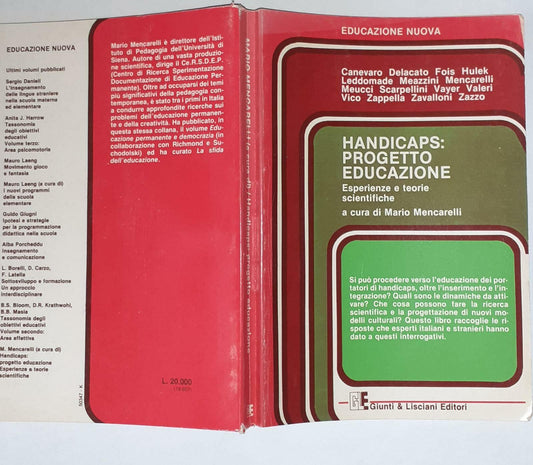 EDUCAZIONE NUOVA
Ultimi volumi pubblicati
Sergio Deniell
L'insegnamento
delle lingue straniere
nella scuola materna
ed elementare
Anita J. Harrow
Tassonomia
degli obiettivi
educativi
Volume terzo:
Area psicomotoria
Mauro Laeng
Movimento gioco
e fantasia
Mauro Laeng (a cura di)
I nuovi programmi
della scuola
elementare
Guido Giugni
Ipotesi e strategie
per la programmazione
didattica nella scuola
Alba Porcheddu
Insegnamento
e comunicazione
L. Borelli, D. Carzo,
F. Latella
Sottosviluppo e formazione
Un approccio
interdisciplinare
B.S. Bloom, D.R. Krathwohl,
B.B. Masia
Tassonomia degli
obiettivi educativi
Volume secondo:
Area affettiva
M. Mencarelli (a cura di)
Handicaps:
progetto educazione
Esperienze e teorie
scientifiche
50347 - K
Mario Mencarelli è direttore dell'Isti-
tuto di Pedagogia dell'Università di
Siena. Autore di una vasta produzio-
ne scientifica, dirige il Ce.R.S.D.E.P.
(Centro di Ricerca Sperimentazione
Documentazione di Educazione Per-
manente). Oltre ad occuparsi dei temi
più significativi della pedagogia con-
temporanea, è stato tra i primi in Italia
a condurre approfondite ricerche sui
problemi dell'educazione permanen-
te e della creatività. Ha pubblicato, in
questa stessa collana, il volume Edu-
cazione permanente e democrazia (in
collaborazione con Richmond e Su-
chodolski) ed ha curato La sfida
dell'educazione.
L. 20.000
MARIO MENCARELLI (a cura di) / Handicaps: progetto educazione
EDUCAZIONE NUOVA
Canevaro Delacato Fois Hulek
Leddomade Meazzini Mencarelli
Meucci Scarpellini Vayer Valeri
Vico Zappella Zavalloni Zazzo
HANDICAPS:
PROGETTO
EDUCAZIONE
Esperienze e teorie
scientifiche
a cura di Mario Mencarelli
Si può procedere verso l'educazione dei por-
tatori di handicaps, oltre l'inserimento e l'in-
tegrazione? Quali sono le dinamiche da atti-
vare? Che cosa possono fare la ricerca
scientifica e la progettazione di nuovi mo-
delli culturali? Questo libro raccoglie le ri-
sposte che esperti italiani e stranieri hanno
dato a questi interrogativi.
Giunti & Lisciani Editori